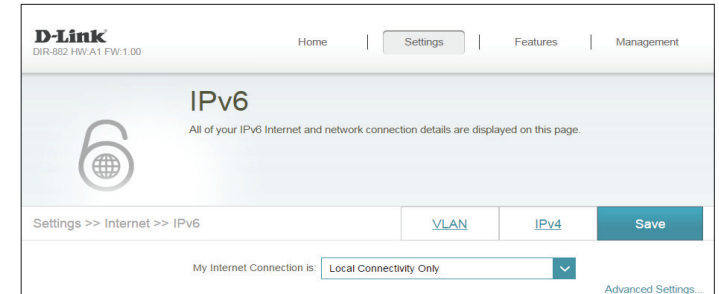 D-Link
DIR-882 HW:A1 FW:1.00
Home | Settings | Features | Management
IPv6
All of your IPv6 Internet and network connection details are displayed on this page.
Settings >> Internet >> IPv6 VLAN IPv4 Save
My Internet Connection is: Local Connectivity Only
Advanced Settings...